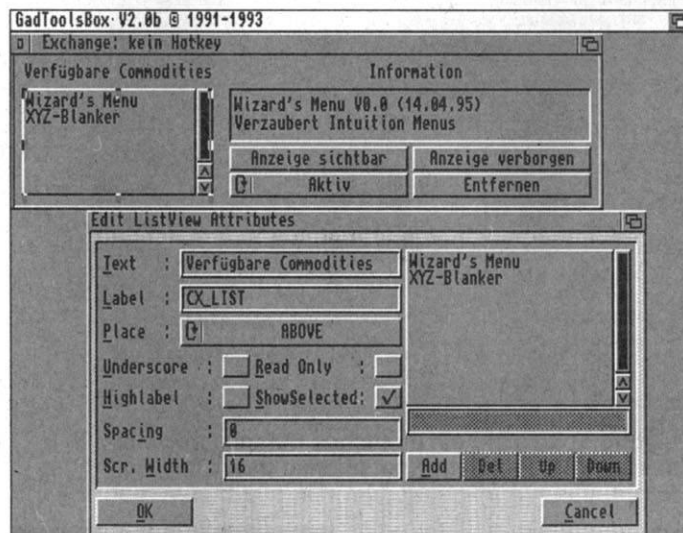 GadToolsBox V2.0b © 1991-1993
Exchange: kein Hotkey
Verfügbare Commodities
Information
Wizard's Menu
XYZ-Blanker
Wizard's Menu V0.0 (14.04.95)
Verzaubert Intuition Menus
Anzeige sichtbar
Anzeige verborgen
Aktiv
Entfernen
Edit ListView Attributes
Text : Verfügbare Commodities
Wizard's Menu
XYZ-Blanker
Label : CX_LIST
Place : ABOVE
Underscore : Read Only :
Highlabel : ShowSelected:
Spacing : 0
Scr. Width : 16
Add Del Up Down
OK
Cancel